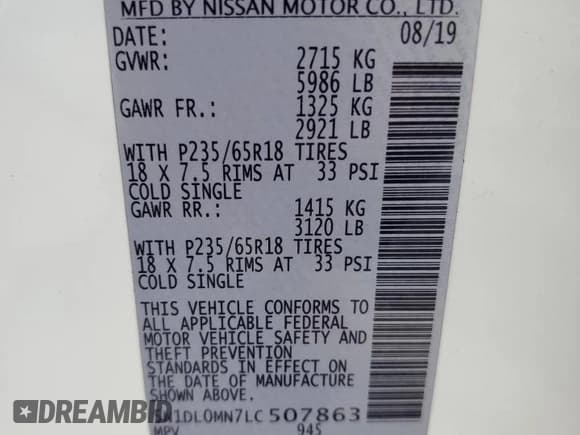 MFD BY NISSAN MOTOR CO., LTD.
DATE: 08/19
GVWR: 2715 KG
5986 LB
GAWR FR.: 1325 KG
2921 LB
WITH P235/65R18 TIRES
18 X 7.5 RIMS AT 33 PSI
COLD SINGLE
GAWR RR.: 1415 KG
3120 LB
WITH P235/65R18 TIRES
18 X 7.5 RIMS AT 33 PSI
COLD SINGLE
THIS VEHICLE CONFORMS TO
ALL APPLICABLE FEDERAL
MOTOR VEHICLE SAFETY AND
THEFT PREVENTION
STANDARDS IN EFFECT ON
THE DATE OF MANUFACTURE
SHOWN ABOVE.
5N1DL0MN7LC507863
MPV 945
© DREAMBID.COM